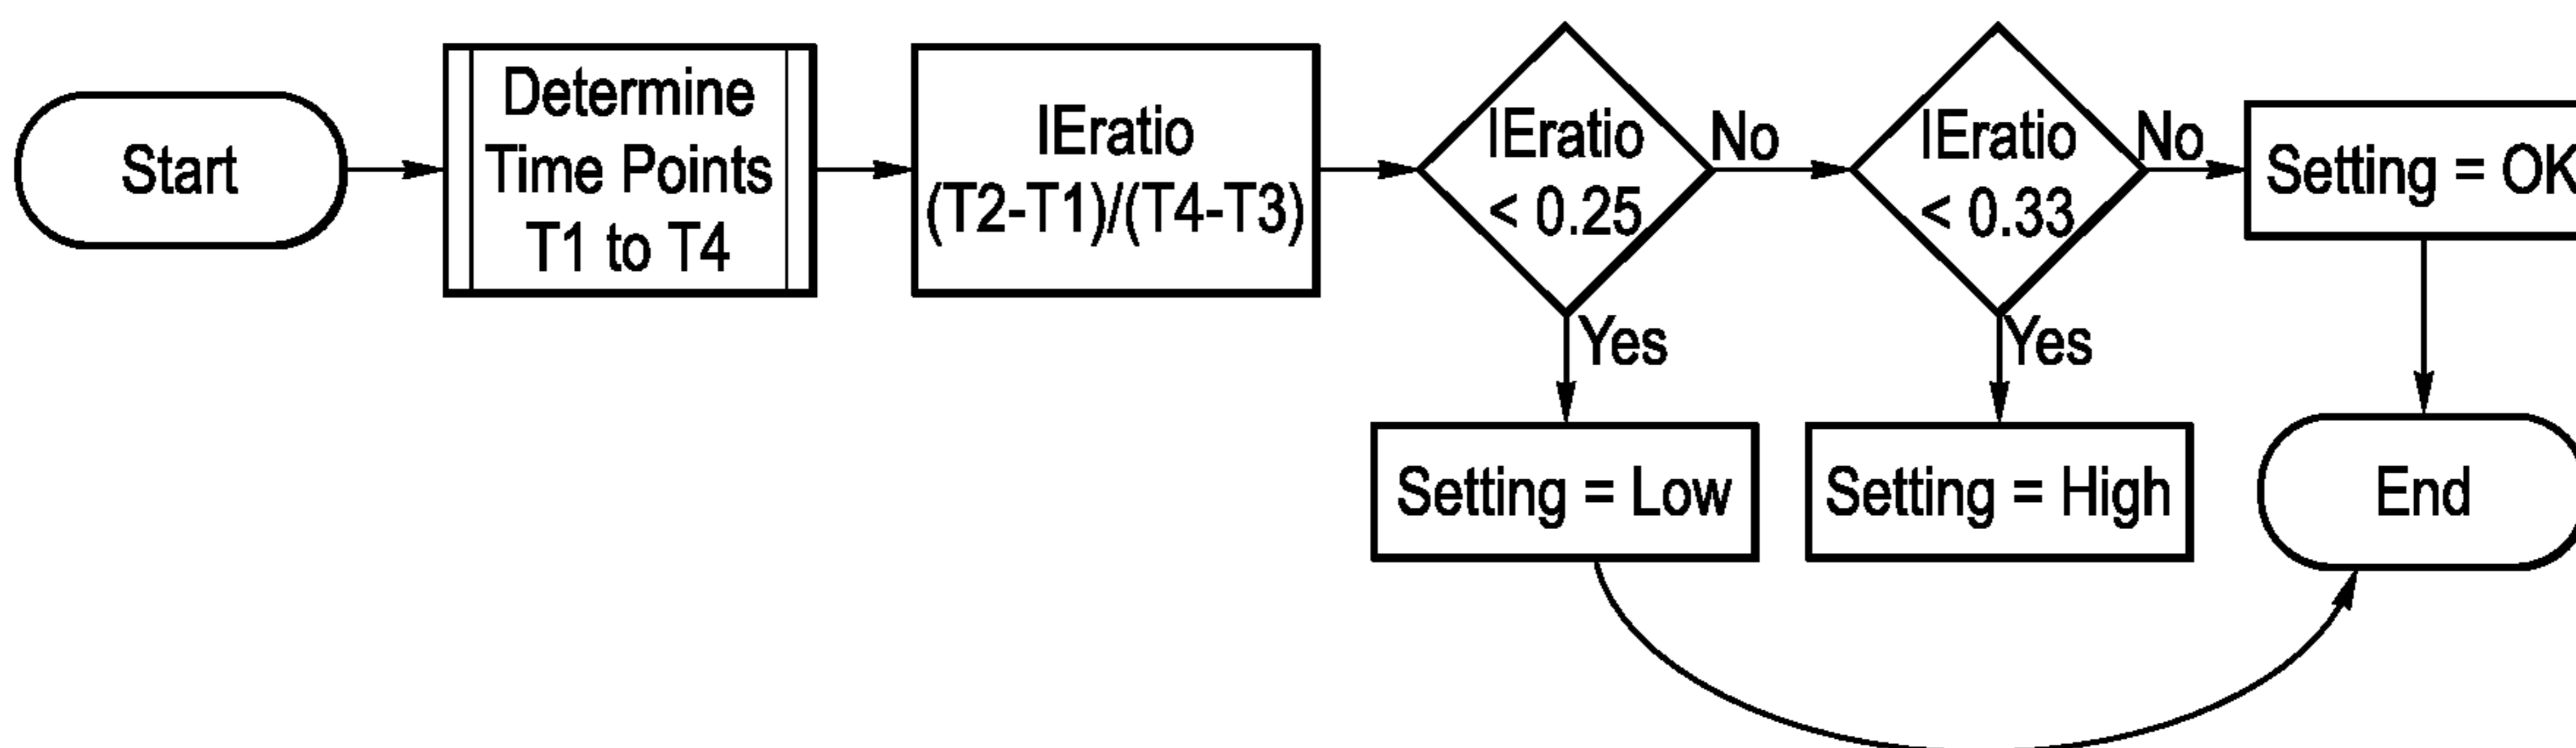 Start
Determine
Time Points
T1 to T4
IEratio
(T2-T1)/(T4-T3)
IEratio
< 0.25
No
Yes
IEratio
< 0.33
No
Yes
Setting = OK
Setting = Low
Setting = High
End